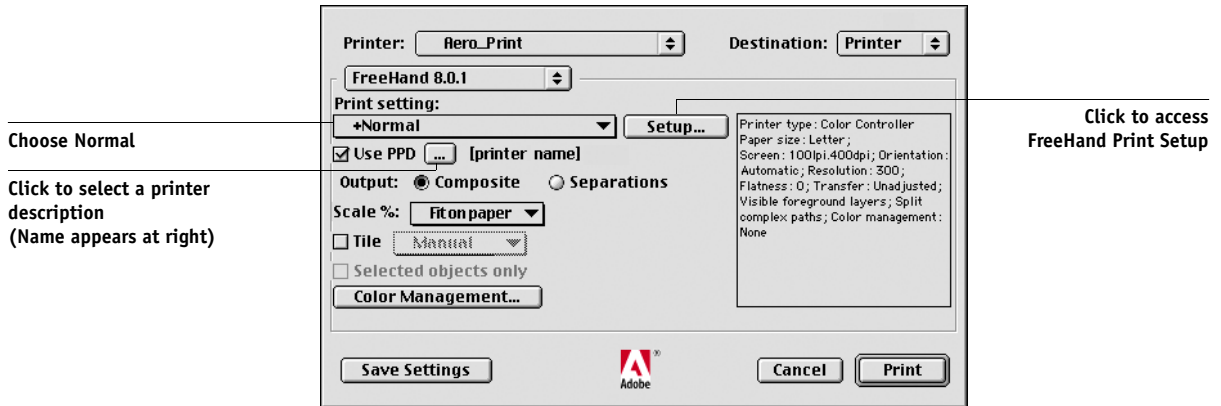 Printer: Aero_Print Destination: Printer
FreeHand 8.0.1
Print setting:
+Normal Setup...
Use PPD ... [printer name]
Output: Composite Separations
Scale %: Fit on paper
Tile Manual
Selected objects only
Color Management...
Printer type: Color Controller
Paper size: Letter;
Screen: 100lpi.400dpi; Orientation:
Automatic; Resolution: 300;
Flatness: 0; Transfer: Unadjusted;
Visible foreground layers; Split
complex paths; Color management:
None
Save Settings
Adobe
®
Cancel Print
Choose Normal
Click to select a printer
description
(Name appears at right)
Click to access
FreeHand Print Setup